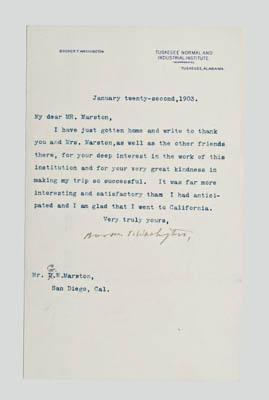 BOOKER T. WASHINGTON
TUSKEGEE NORMAL AND
INDUSTRIAL INSTITUTE.
INCORPORATED
TUSKEGEE, ALABAMA.
January twenty-second,1903.
My dear MR. Marston,
I have just gotten home and write to thank
you and Mrs. Marston,as well as the other friends
there, for your deep interest in the work of this
institution and for your very great kindness in
making my trip so successful. It was far more
interesting and satisfactory tham I had antici-
pated and I am glad that I went to California.
Very truly yours,
Booker T. Washington,
Mr. G.W.Marston,
San Diego, Cal.